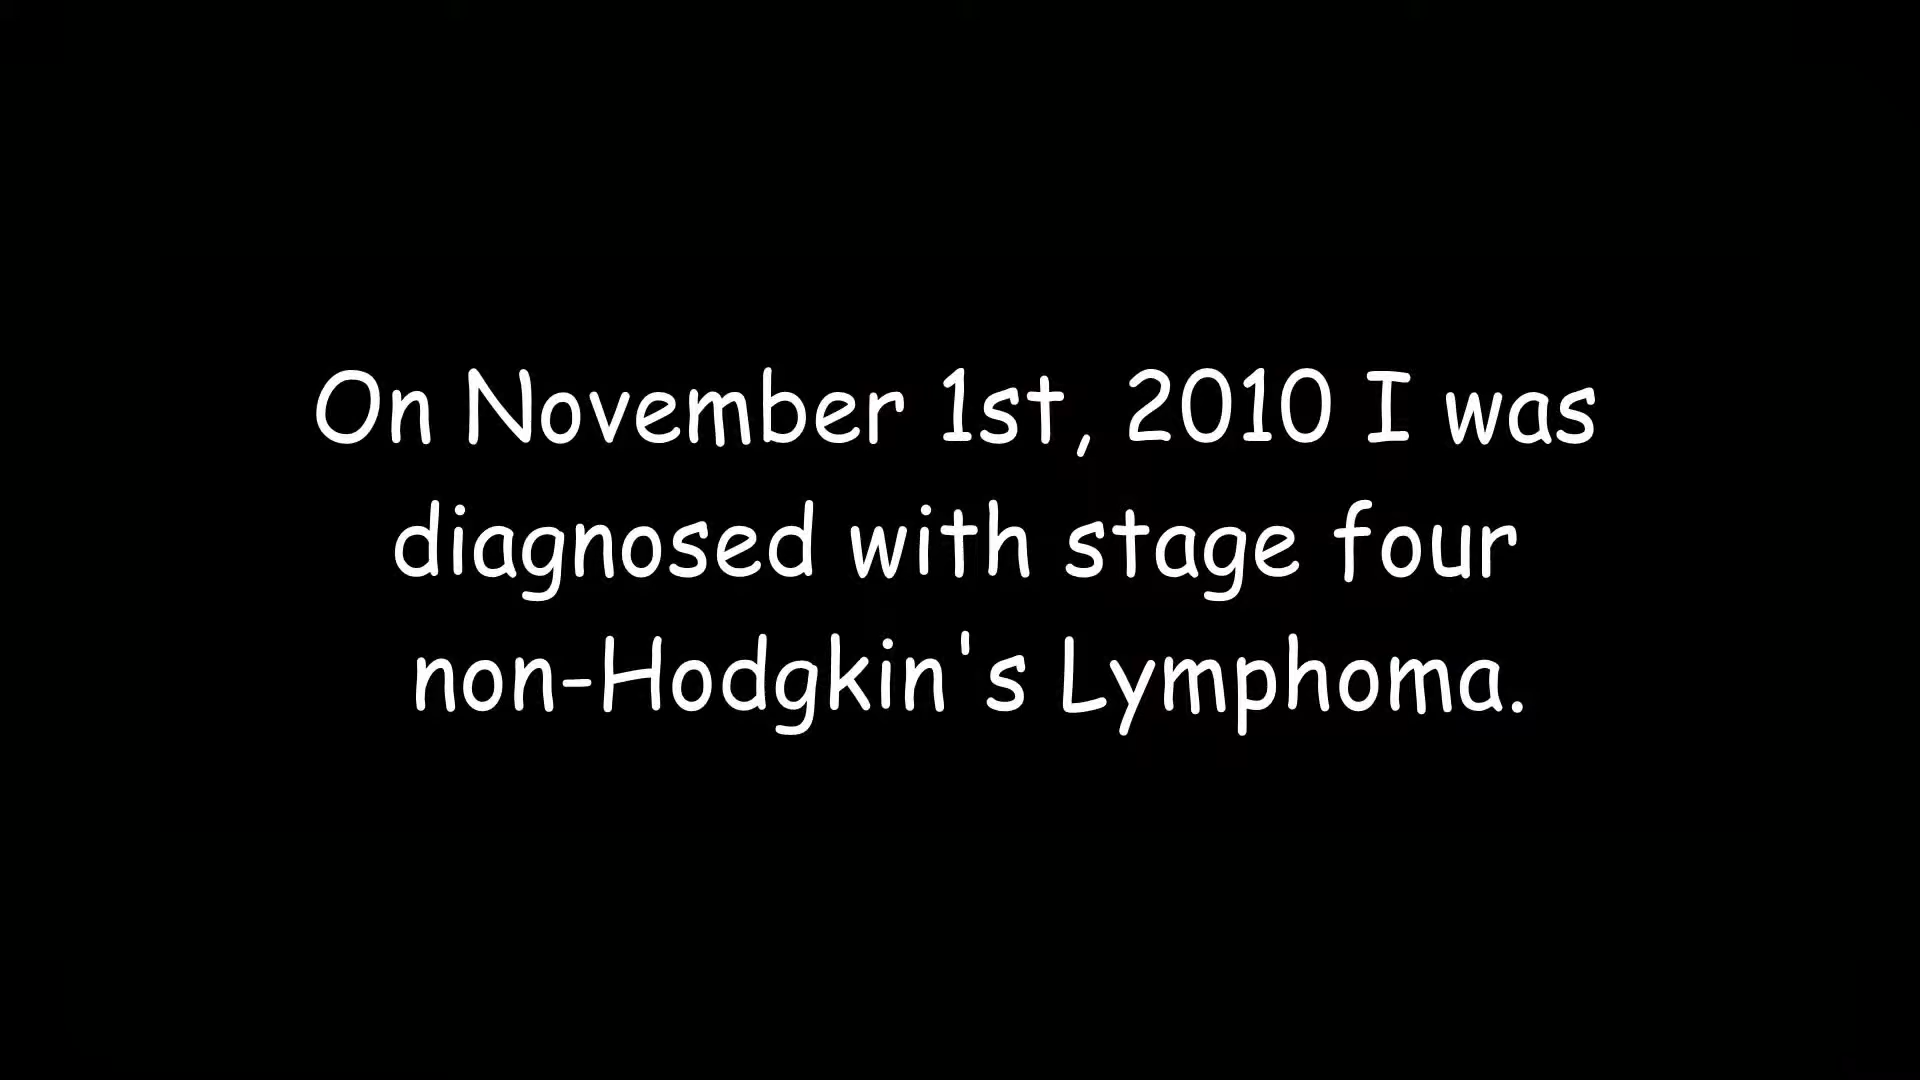 On November 1st, 2010 I was
diagnosed with stage four
non-Hodgkin's Lymphoma.